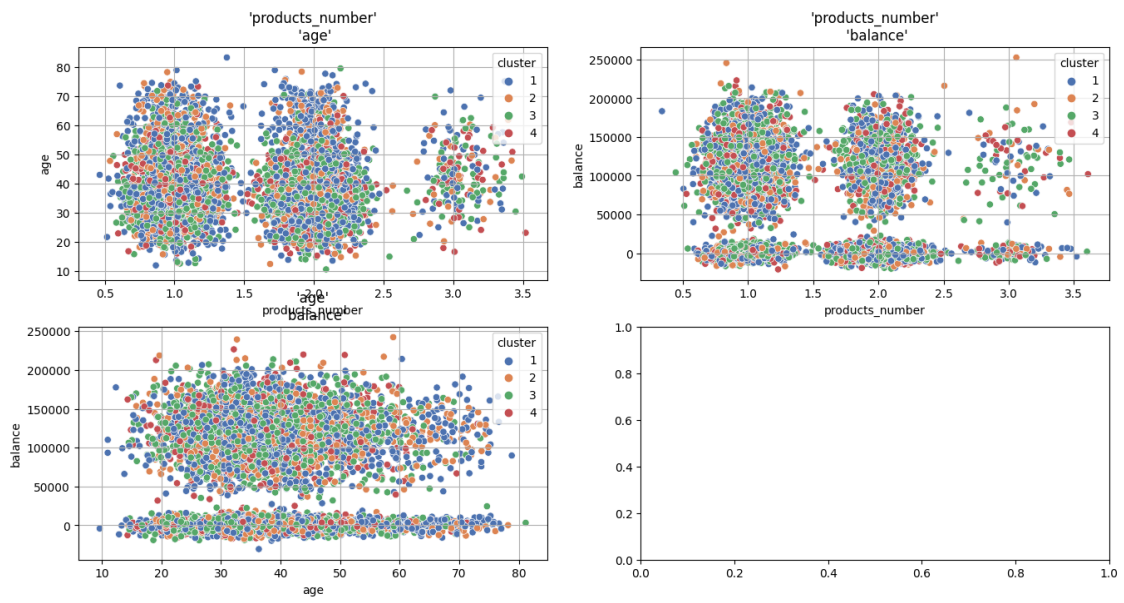 'products_number'
'age'
80
70
60
50
40
30
20
10
age
cluster
1
2
3
4
0.5 1.0 1.5 2.0 2.5 3.0 3.5
products_number
'products_number'
'balance'
250000
200000
150000
100000
50000
0
balance
cluster
1
2
3
4
0.5 1.0 1.5 2.0 2.5 3.0 3.5
products_number
'age'
'balance'
250000
200000
150000
100000
50000
0
balance
cluster
1
2
3
4
10 20 30 40 50 60 70 80
age
1.0
0.8
0.6
0.4
0.2
0.0
0.0 0.2 0.4 0.6 0.8 1.0